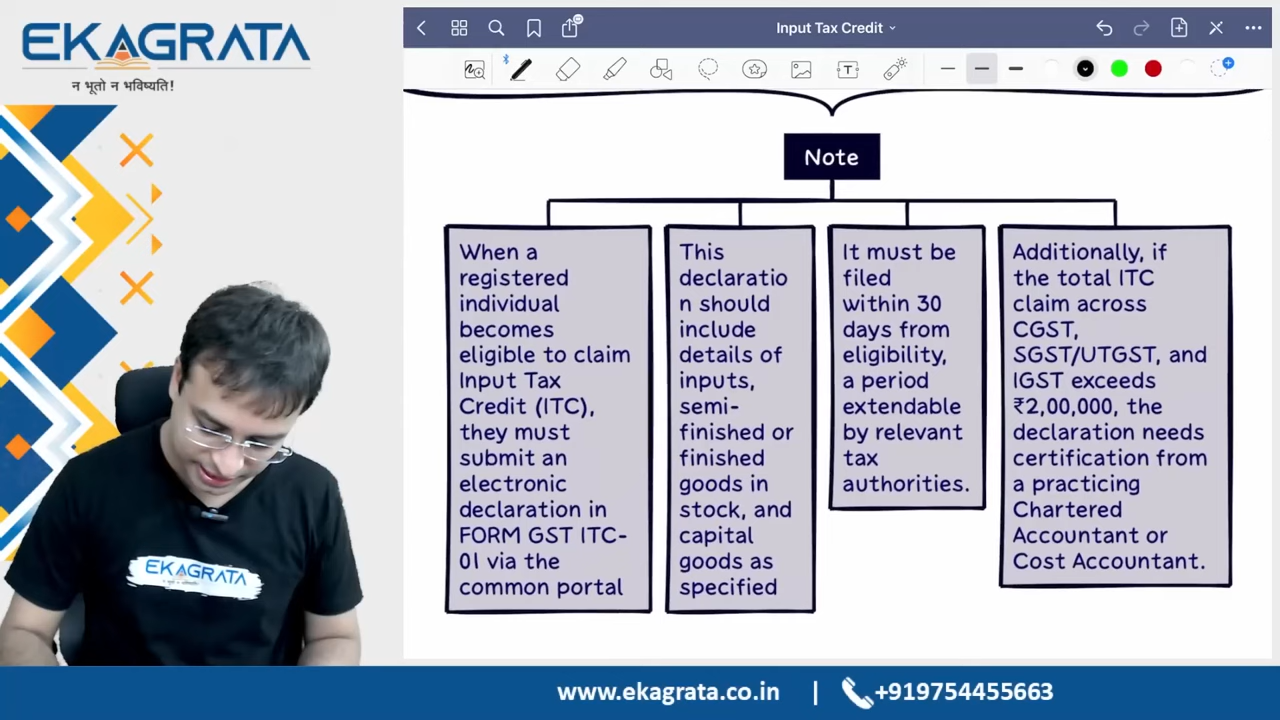 EKAGRATA
न भूतो न भविष्यति!
Input Tax Credit
T
Note
When a
registered
individual
becomes
eligible to claim
Input Tax
Credit (ITC),
they must
submit an
electronic
declaration in
FORM GST ITC-
01 via the
common portal
This
declaratio
n should
include
details of
inputs,
semi-
finished or
finished
goods in
stock, and
capital
goods as
specified
It must be
filed
within 30
days from
eligibility,
a period
extendable
by relevant
tax
authorities.
Additionally, if
the total ITC
claim across
CGST,
SGST/UTGST, and
IGST exceeds
₹2,00,000, the
declaration needs
certification from
a practicing
Chartered
Accountant or
Cost Accountant.
EKAGRATA
www.ekagrata.co.in | +919754455663